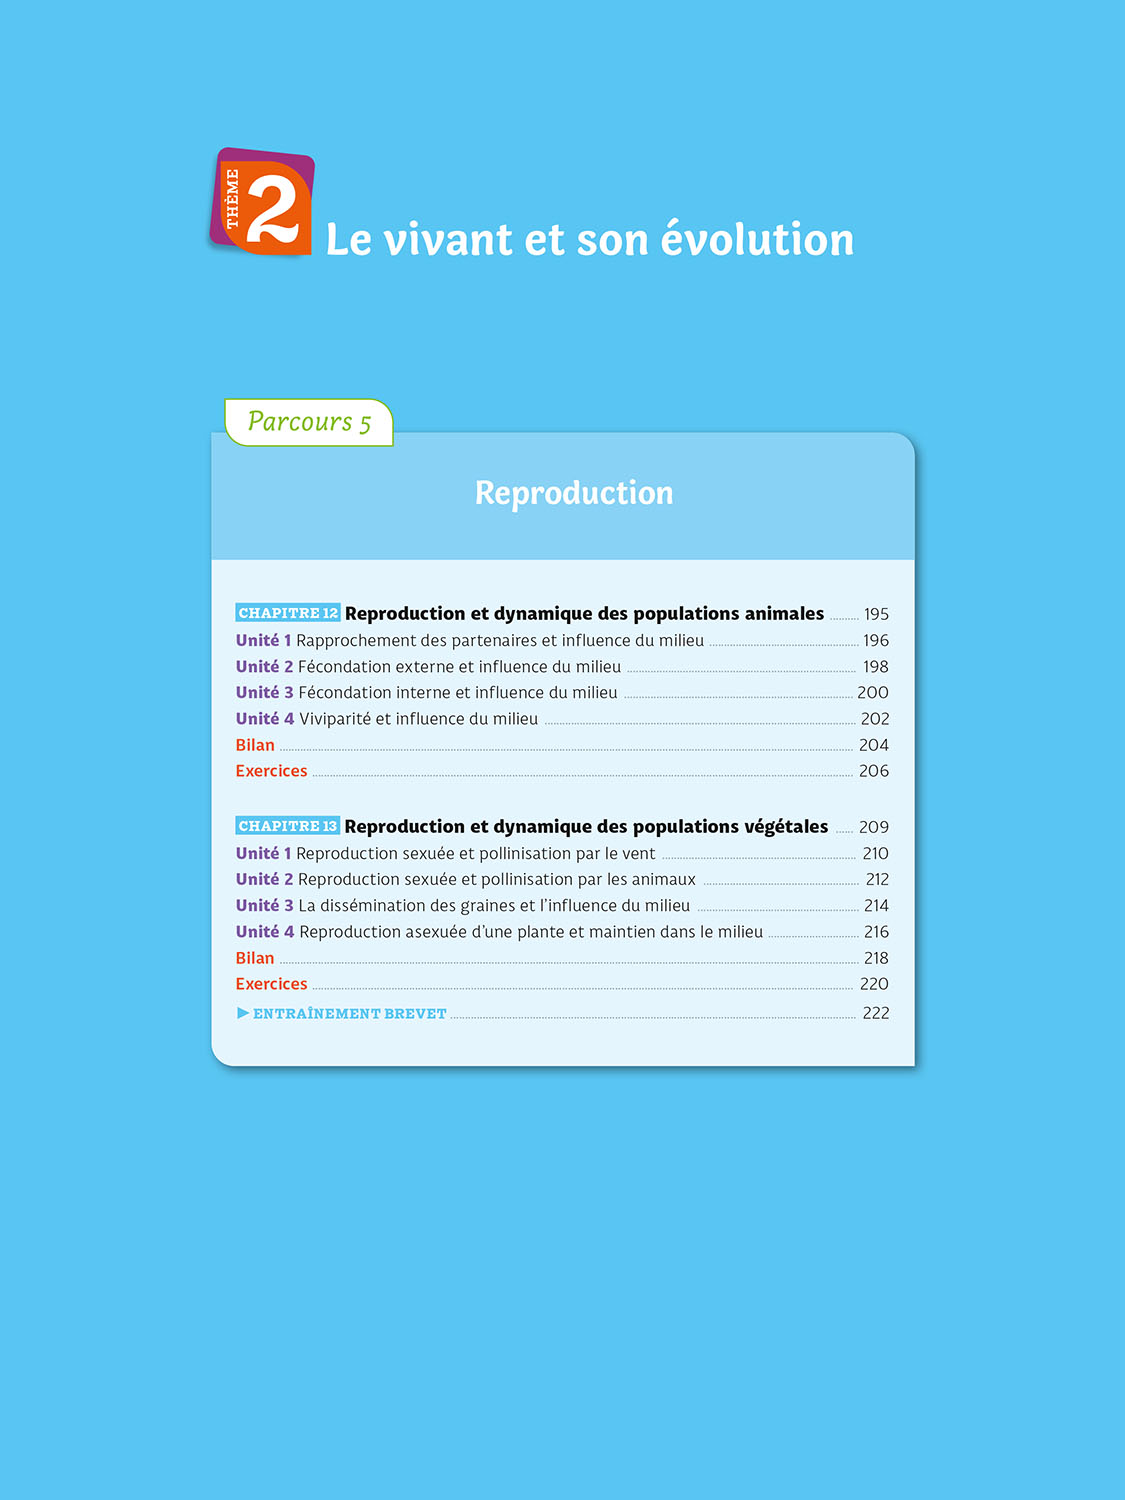 THÈME
2
Le vivant et son évolution
Parcours 5
Reproduction
CHAPITRE 12 Reproduction et dynamique des populations animales 195
Unité 1 Rapprochement des partenaires et influence du milieu 196
Unité 2 Fécondation externe et influence du milieu 198
Unité 3 Fécondation interne et influence du milieu 200
Unité 4 Viviparité et influence du milieu 202
Bilan 204
Exercices 206
CHAPITRE 13 Reproduction et dynamique des populations végétales 209
Unité 1 Reproduction sexuée et pollinisation par le vent 210
Unité 2 Reproduction sexuée et pollinisation par les animaux 212
Unité 3 La dissémination des graines et l'influence du milieu 214
Unité 4 Reproduction asexuée d'une plante et maintien dans le milieu 216
Bilan 218
Exercices 220
▶ ENTRAÎNEMENT BREVET 222